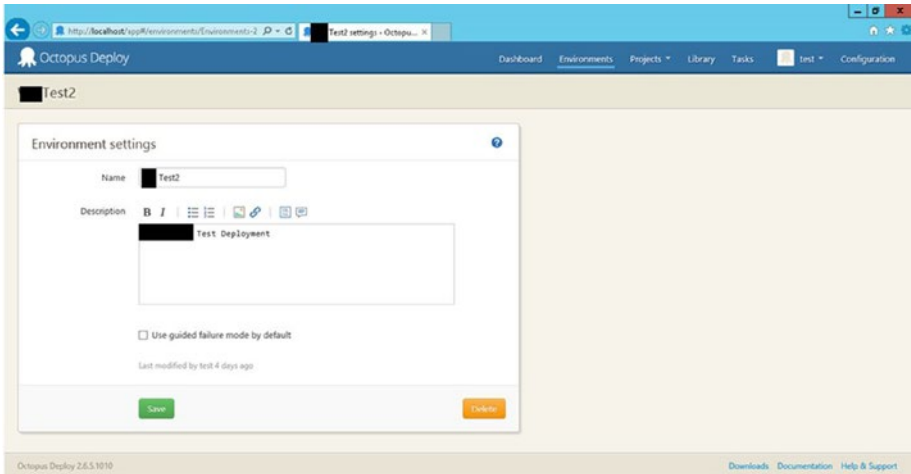 http://localhost/app#/environments/Environments-2
Test2 settings - Octopu...
Octopus Deploy
Dashboard Environments Projects Library Tasks test Configuration
Test2
Environment settings
Name Test2
Description B I
Test Deployment
Use guided failure mode by default
Last modified by test 4 days ago
Save Delete
Octopus Deploy 2.6.5.1010 Downloads Documentation Help & Support